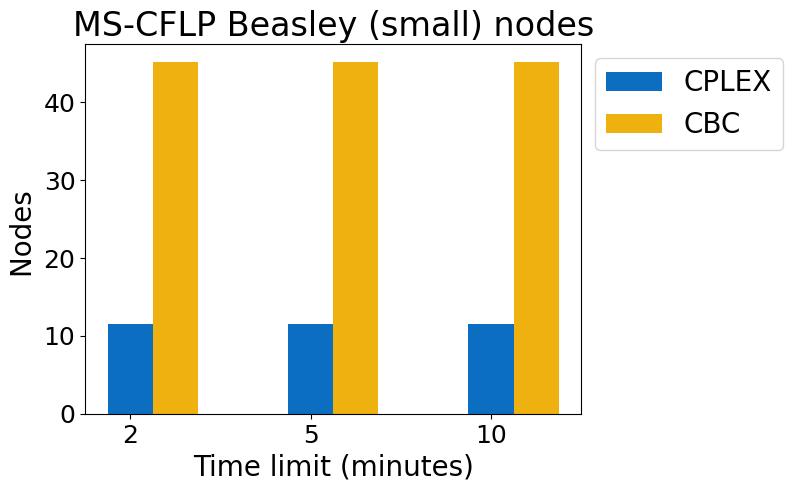 MS-CFLP Beasley (small) nodes
CPLEX
CBC
40
30
20
10
0
Nodes
2 5 10
Time limit (minutes)